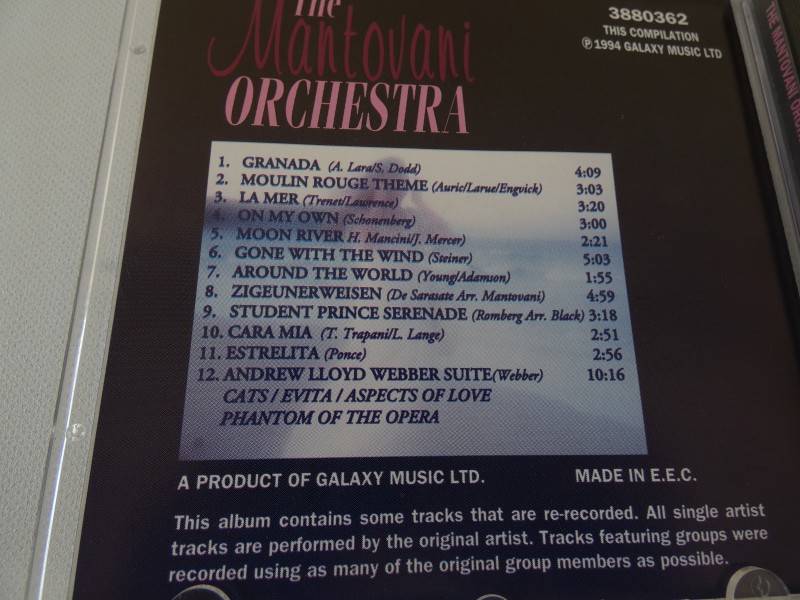 The
Mantovani
ORCHESTRA
3880362
THIS COMPILATION
℗ 1994 GALAXY MUSIC LTD
1. GRANADA (A. Lara/S. Dodd) 4:09
2. MOULIN ROUGE THEME (Auric/Larue/Engvick) 3:03
3. LA MER (Trenet/Lawrence) 3:20
4. ON MY OWN (Schonenberg) 3:00
5. MOON RIVER H. Mancini/J. Mercer) 2:21
6. GONE WITH THE WIND (Steiner) 5:03
7. AROUND THE WORLD (Young/Adamson) 1:55
8. ZIGEUNERWEISEN (De Sarasate Arr. Mantovani) 4:59
9. STUDENT PRINCE SERENADE (Romberg Arr. Black) 3:18
10. CARA MIA (T. Trapani/L. Lange) 2:51
11. ESTRELITA (Ponce) 2:56
12. ANDREW LLOYD WEBBER SUITE(Webber) 10:16
CATS / EVITA / ASPECTS OF LOVE
PHANTOM OF THE OPERA
A PRODUCT OF GALAXY MUSIC LTD. MADE IN E.E.C.
This album contains some tracks that are re-recorded. All single artist
tracks are performed by the original artist. Tracks featuring groups were
recorded using as many of the original group members as possible.
THE MANTOVANI